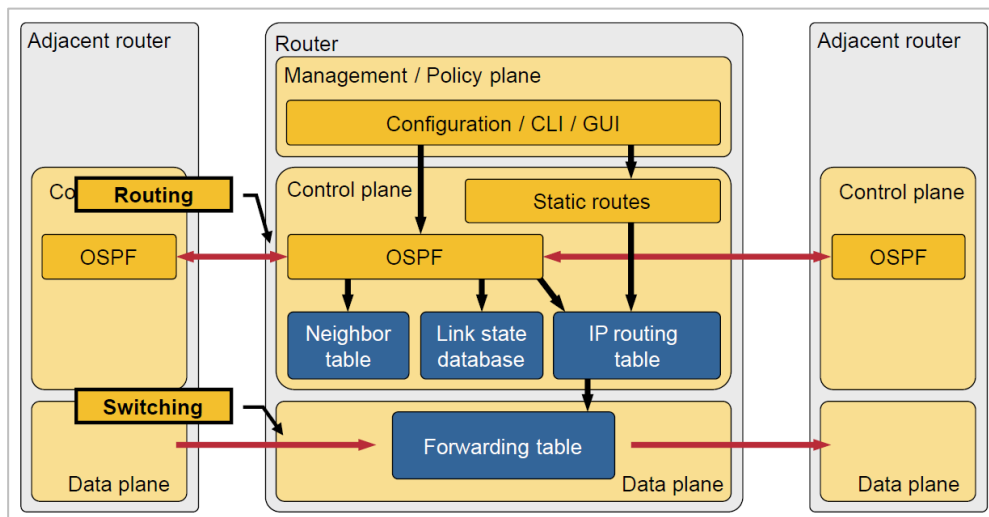 Adjacent router
Router
Adjacent router
Management / Policy plane
Configuration / CLI / GUI
Co
Routing
Control plane
Static routes
Control plane
OSPF
OSPF
OSPF
Neighbor
table
Link state
database
IP routing
table
Switching
Forwarding table
Data plane
Data plane
Data plane